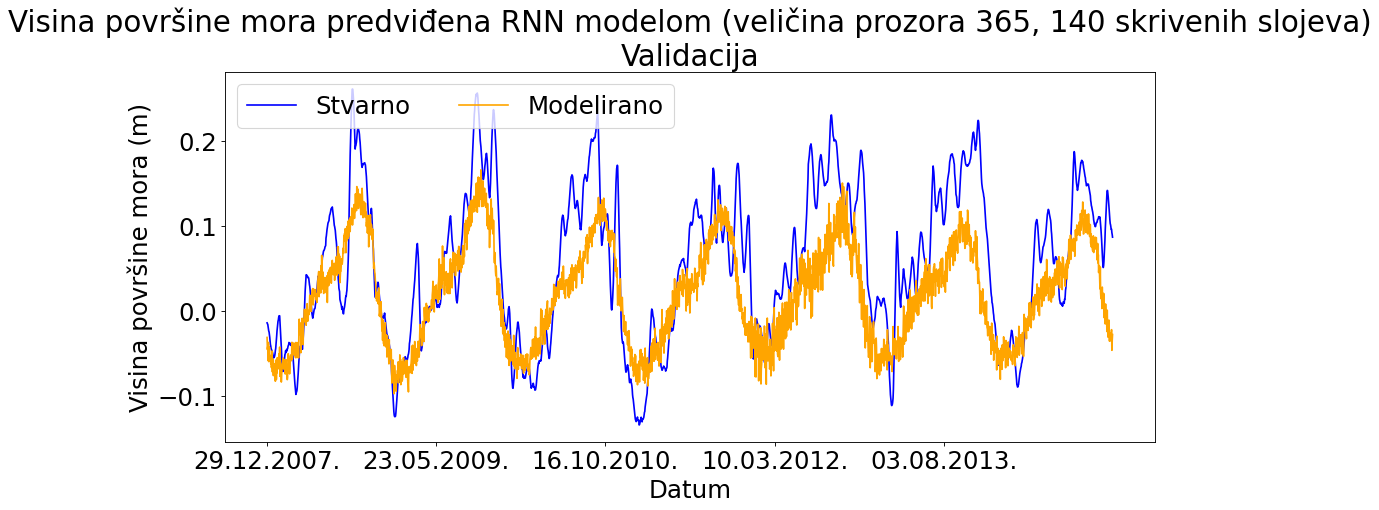 Visina površine mora predviđena RNN modelom (veličina prozora 365, 140 skrivenih slojeva)
Validacija
Stvarno Modelirano
Visina površine mora (m)
0.2
0.1
0.0
−0.1
29.12.2007. 23.05.2009. 16.10.2010. 10.03.2012. 03.08.2013.
Datum